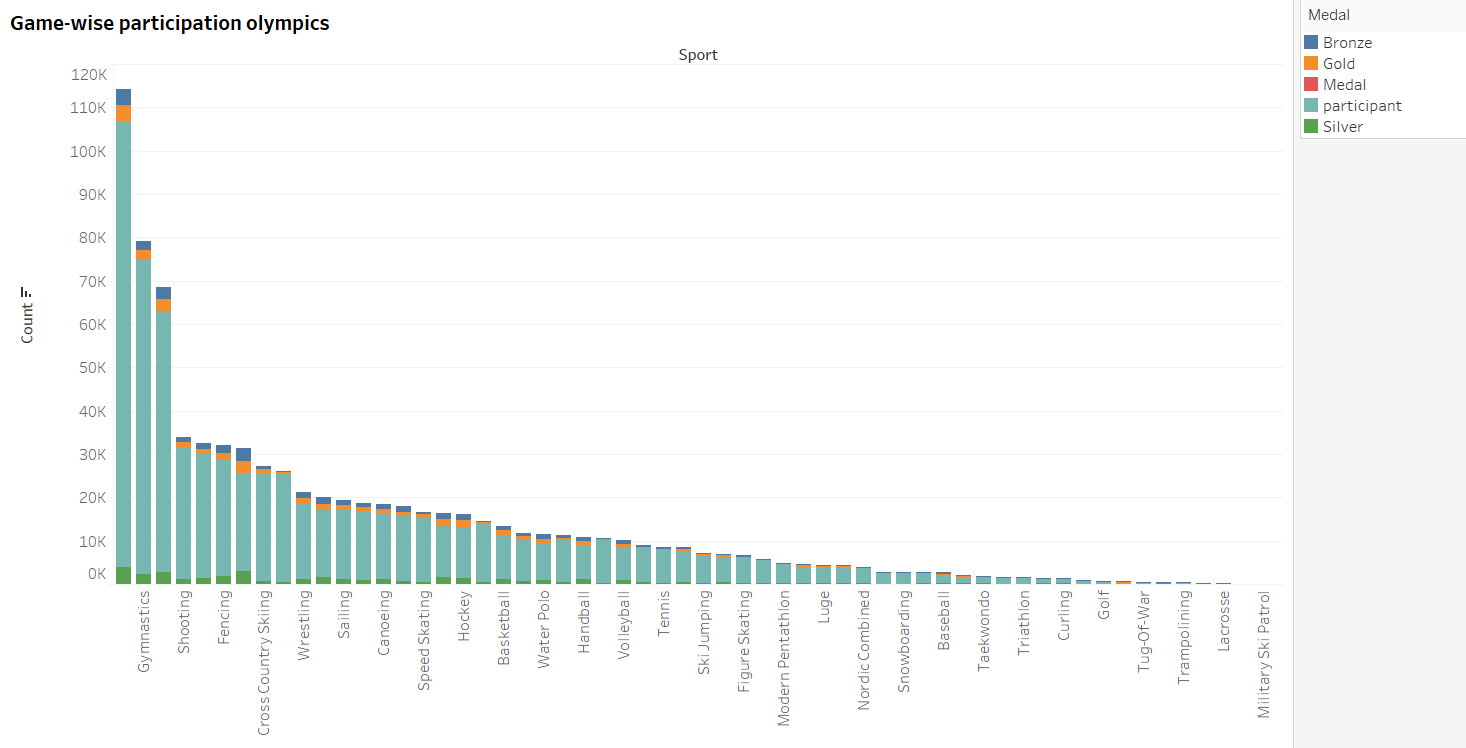 Game-wise participation olympics
Sport
120K
110K
100K
90K
80K
70K
60K
50K
40K
30K
20K
10K
0K
Count
Gymnastics
Shooting
Fencing
Cross Country Skiing
Wrestling
Sailing
Canoeing
Speed Skating
Hockey
Basketball
Water Polo
Handball
Volleyball
Tennis
Ski Jumping
Figure Skating
Modern Pentathlon
Luge
Nordic Combined
Snowboarding
Baseball
Taekwondo
Triathlon
Curling
Golf
Tug-Of-War
Trampolining
Lacrosse
Military Ski Patrol
Medal
Bronze
Gold
Medal
participant
Silver